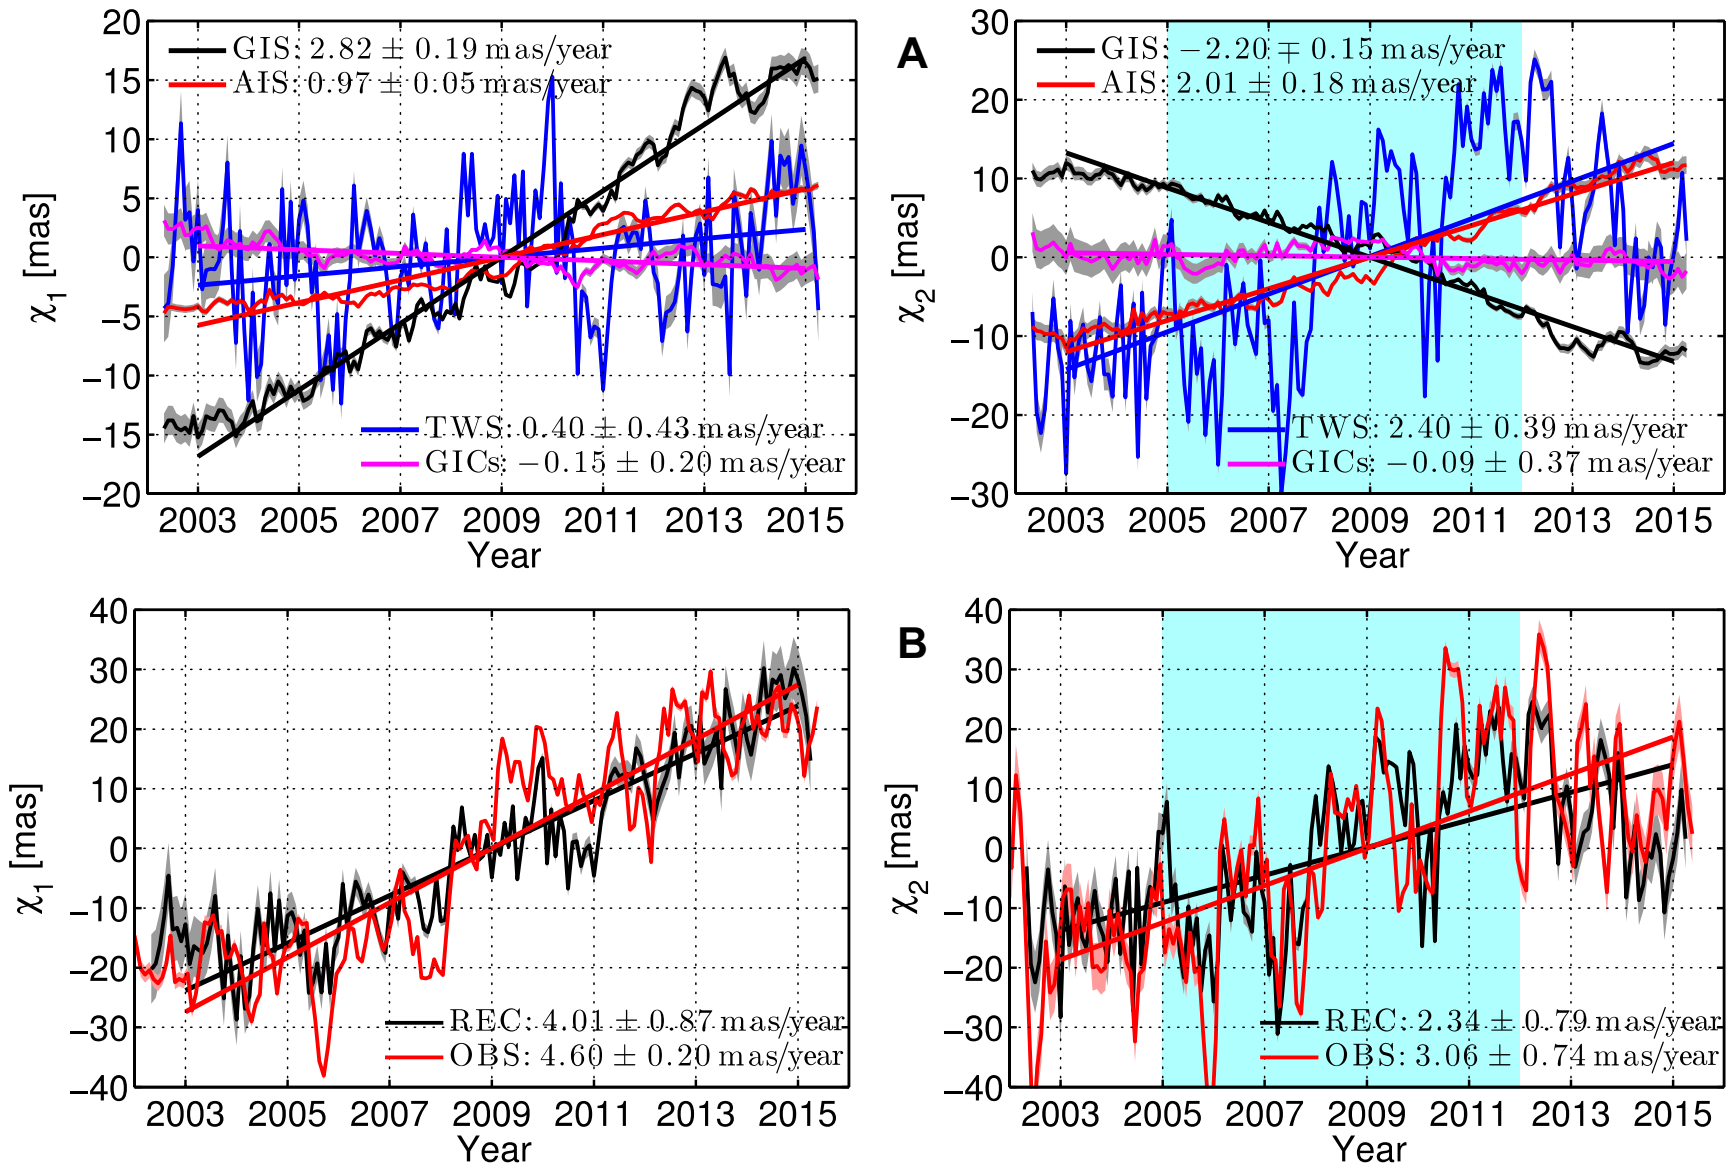 A
GIS: 2.82 ± 0.19 mas/year
AIS: 0.97 ± 0.05 mas/year
TWS: 0.40 ± 0.43 mas/year
GICs: −0.15 ± 0.20 mas/year
20
15
10
5
0
−5
−10
−15
−20
χ1 [mas]
2003 2005 2007 2009 2011 2013 2015
Year
GIS: −2.20 ∓ 0.15 mas/year
AIS: 2.01 ± 0.18 mas/year
TWS: 2.40 ± 0.39 mas/year
GICs: −0.09 ± 0.37 mas/year
30
20
10
0
−10
−20
−30
χ2 [mas]
2003 2005 2007 2009 2011 2013 2015
Year
B
REC: 4.01 ± 0.87 mas/year
OBS: 4.60 ± 0.20 mas/year
40
30
20
10
0
−10
−20
−30
−40
χ1 [mas]
2003 2005 2007 2009 2011 2013 2015
Year
REC: 2.34 ± 0.79 mas/year
OBS: 3.06 ± 0.74 mas/year
40
30
20
10
0
−10
−20
−30
−40
χ2 [mas]
2003 2005 2007 2009 2011 2013 2015
Year